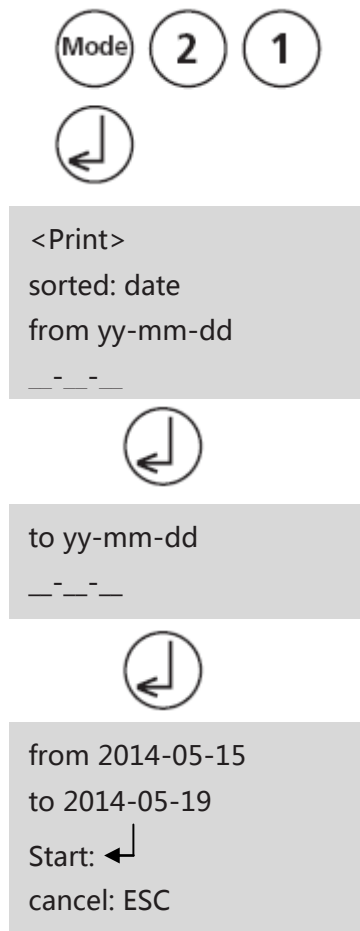 Mode 2 1
<Print>
sorted: date
from yy-mm-dd
__-__-__
to yy-mm-dd
__-__-__
from 2014-05-15
to 2014-05-19
Start:
cancel: ESC